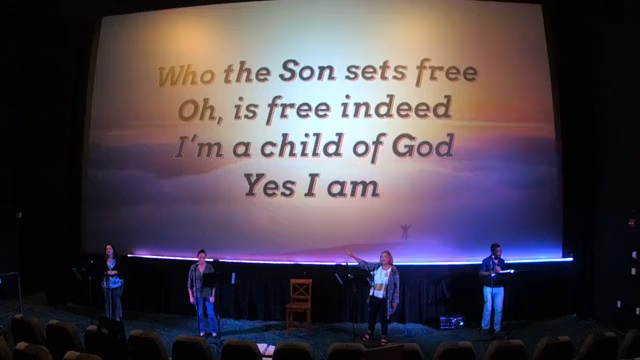 Who the Son sets free
Oh, is free indeed
I'm a child of God
Yes I am